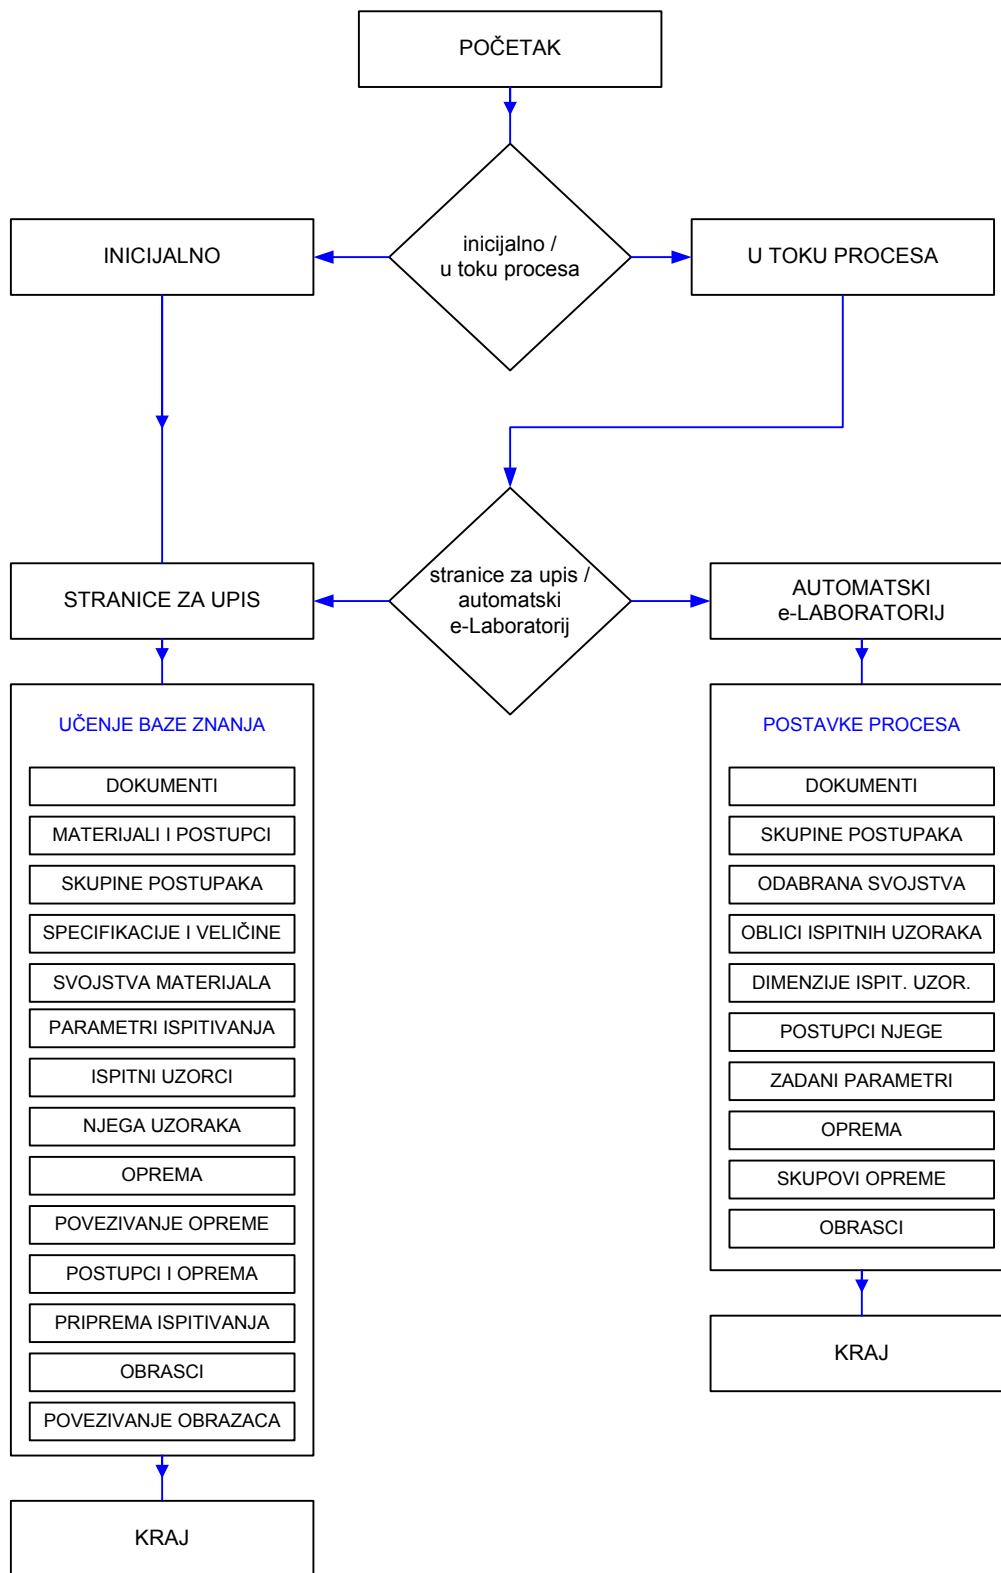 POČETAK
inicijalno /
u toku procesa
INICIJALNO
U TOKU PROCESA
stranice za upis /
automatski
e-Laboratorij
STRANICE ZA UPIS
AUTOMATSKI
e-LABORATORIJ
UČENJE BAZE ZNANJA
DOKUMENTI
MATERIJALI I POSTUPCI
SKUPINE POSTUPAKA
SPECIFIKACIJE I VELIČINE
SVOJSTVA MATERIJALA
PARAMETRI ISPITIVANJA
ISPITNI UZORCI
NJEGA UZORAKA
OPREMA
POVEZIVANJE OPREME
POSTUPCI I OPREMA
PRIPREMA ISPITIVANJA
OBRASCI
POVEZIVANJE OBRAZACA
KRAJ
POSTAVKE PROCESA
DOKUMENTI
SKUPINE POSTUPAKA
ODABRANA SVOJSTVA
OBLICI ISPITNIH UZORAKA
DIMENZIJE ISPIT. UZOR.
POSTUPCI NJEGE
ZADANI PARAMETRI
OPREMA
SKUPOVI OPREME
OBRASCI
KRAJ